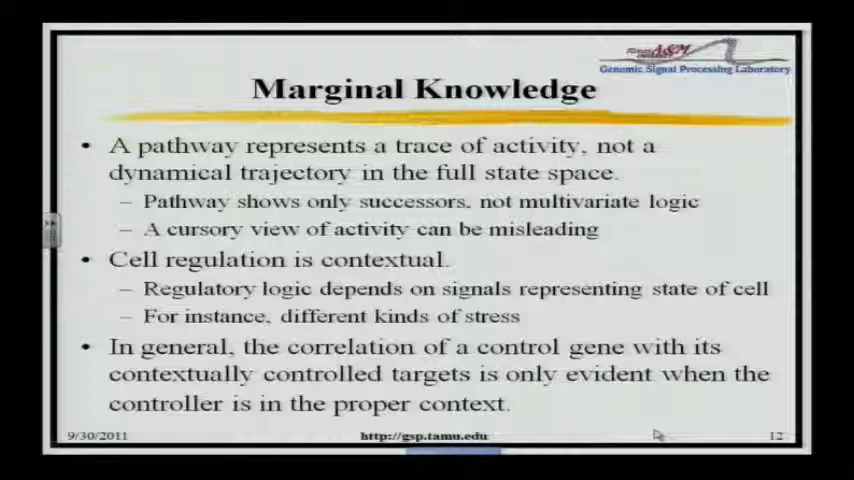 TEXAS A&M
UNIVERSITY
Genomic Signal Processing Laboratory
Marginal Knowledge
• A pathway represents a trace of activity, not a
dynamical trajectory in the full state space.
– Pathway shows only successors, not multivariate logic
– A cursory view of activity can be misleading
• Cell regulation is contextual.
– Regulatory logic depends on signals representing state of cell
– For instance, different kinds of stress
• In general, the correlation of a control gene with its
contextually controlled targets is only evident when the
controller is in the proper context.
9/30/2011
http://gsp.tamu.edu
12